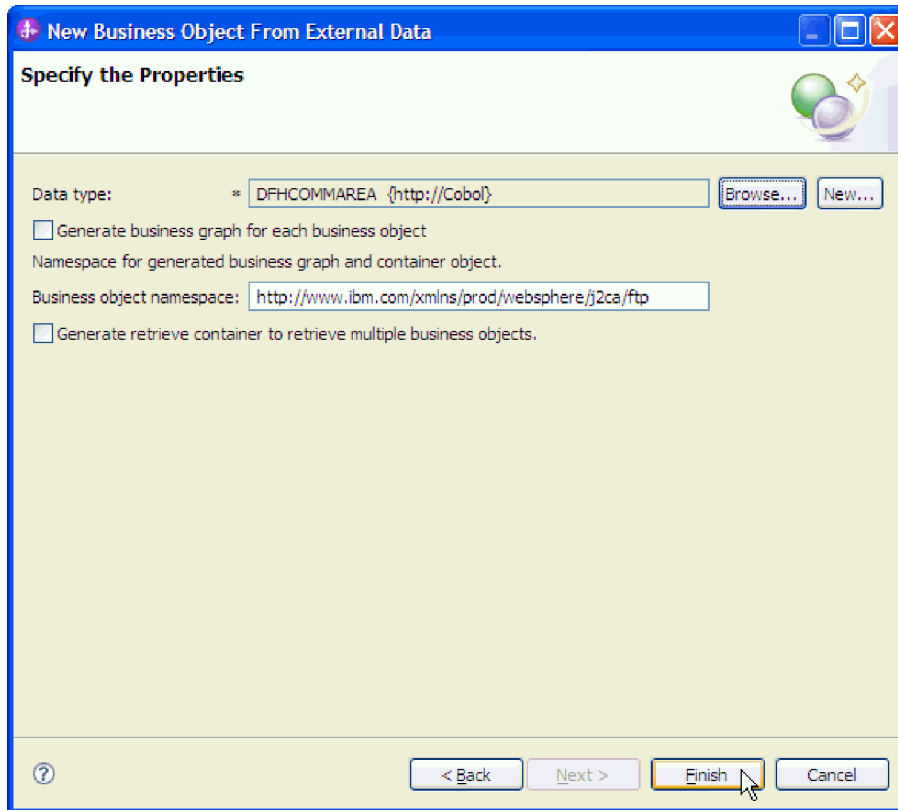 New Business Object From External Data
Specify the Properties
Data type: * DFHCOMMAREA {http://Cobol} Browse... New...
Generate business graph for each business object
Namespace for generated business graph and container object.
Business object namespace: http://www.ibm.com/xmlns/prod/websphere/j2ca/ftp
Generate retrieve container to retrieve multiple business objects.
? < Back Next > Finish Cancel